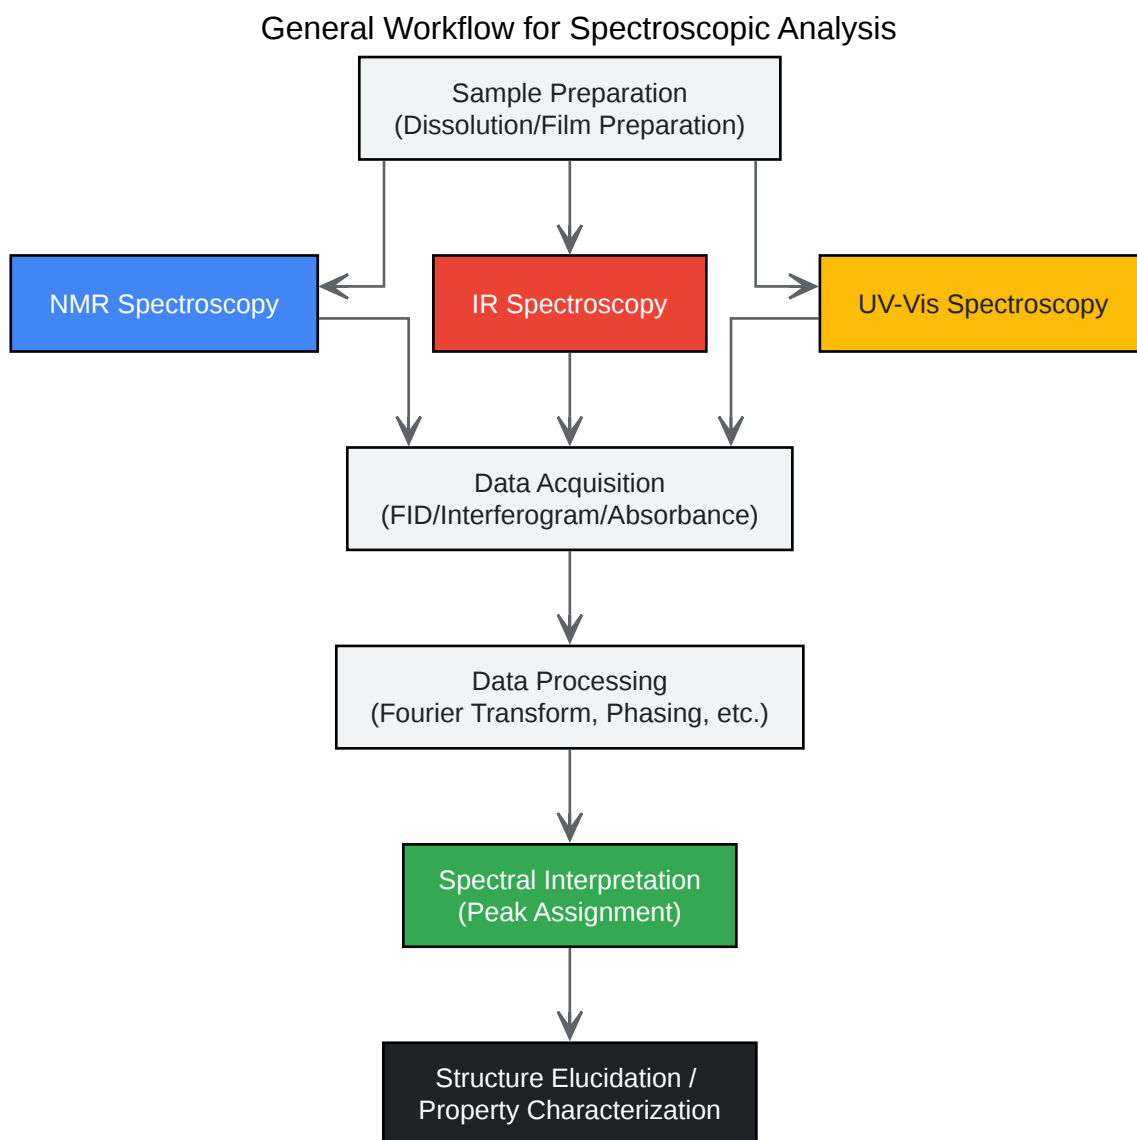 General Workflow for Spectroscopic Analysis
Sample Preparation
(Dissolution/Film Preparation)
NMR Spectroscopy
IR Spectroscopy
UV-Vis Spectroscopy
Data Acquisition
(FID/Interferogram/Absorbance)
Data Processing
(Fourier Transform, Phasing, etc.)
Spectral Interpretation
(Peak Assignment)
Structure Elucidation /
Property Characterization